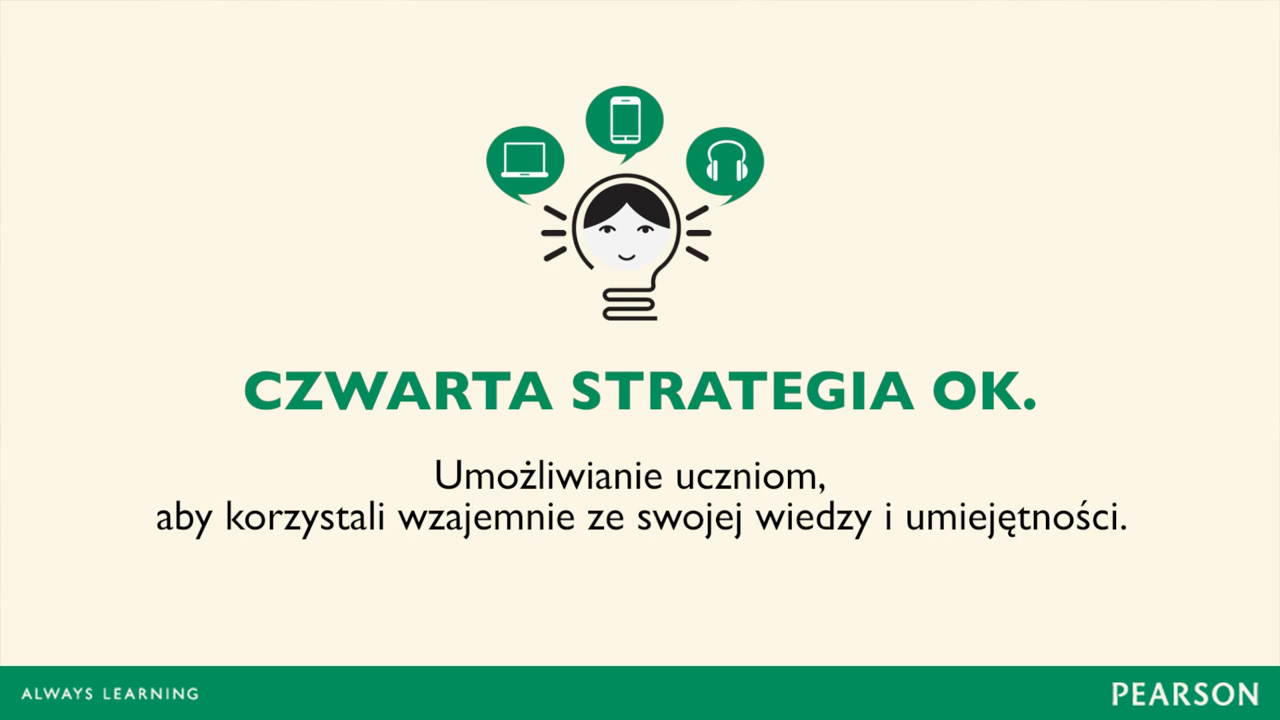 CZWARTA STRATEGIA OK.
Umożliwianie uczniom,
aby korzystali wzajemnie ze swojej wiedzy i umiejętności.
ALWAYS LEARNING
PEARSON